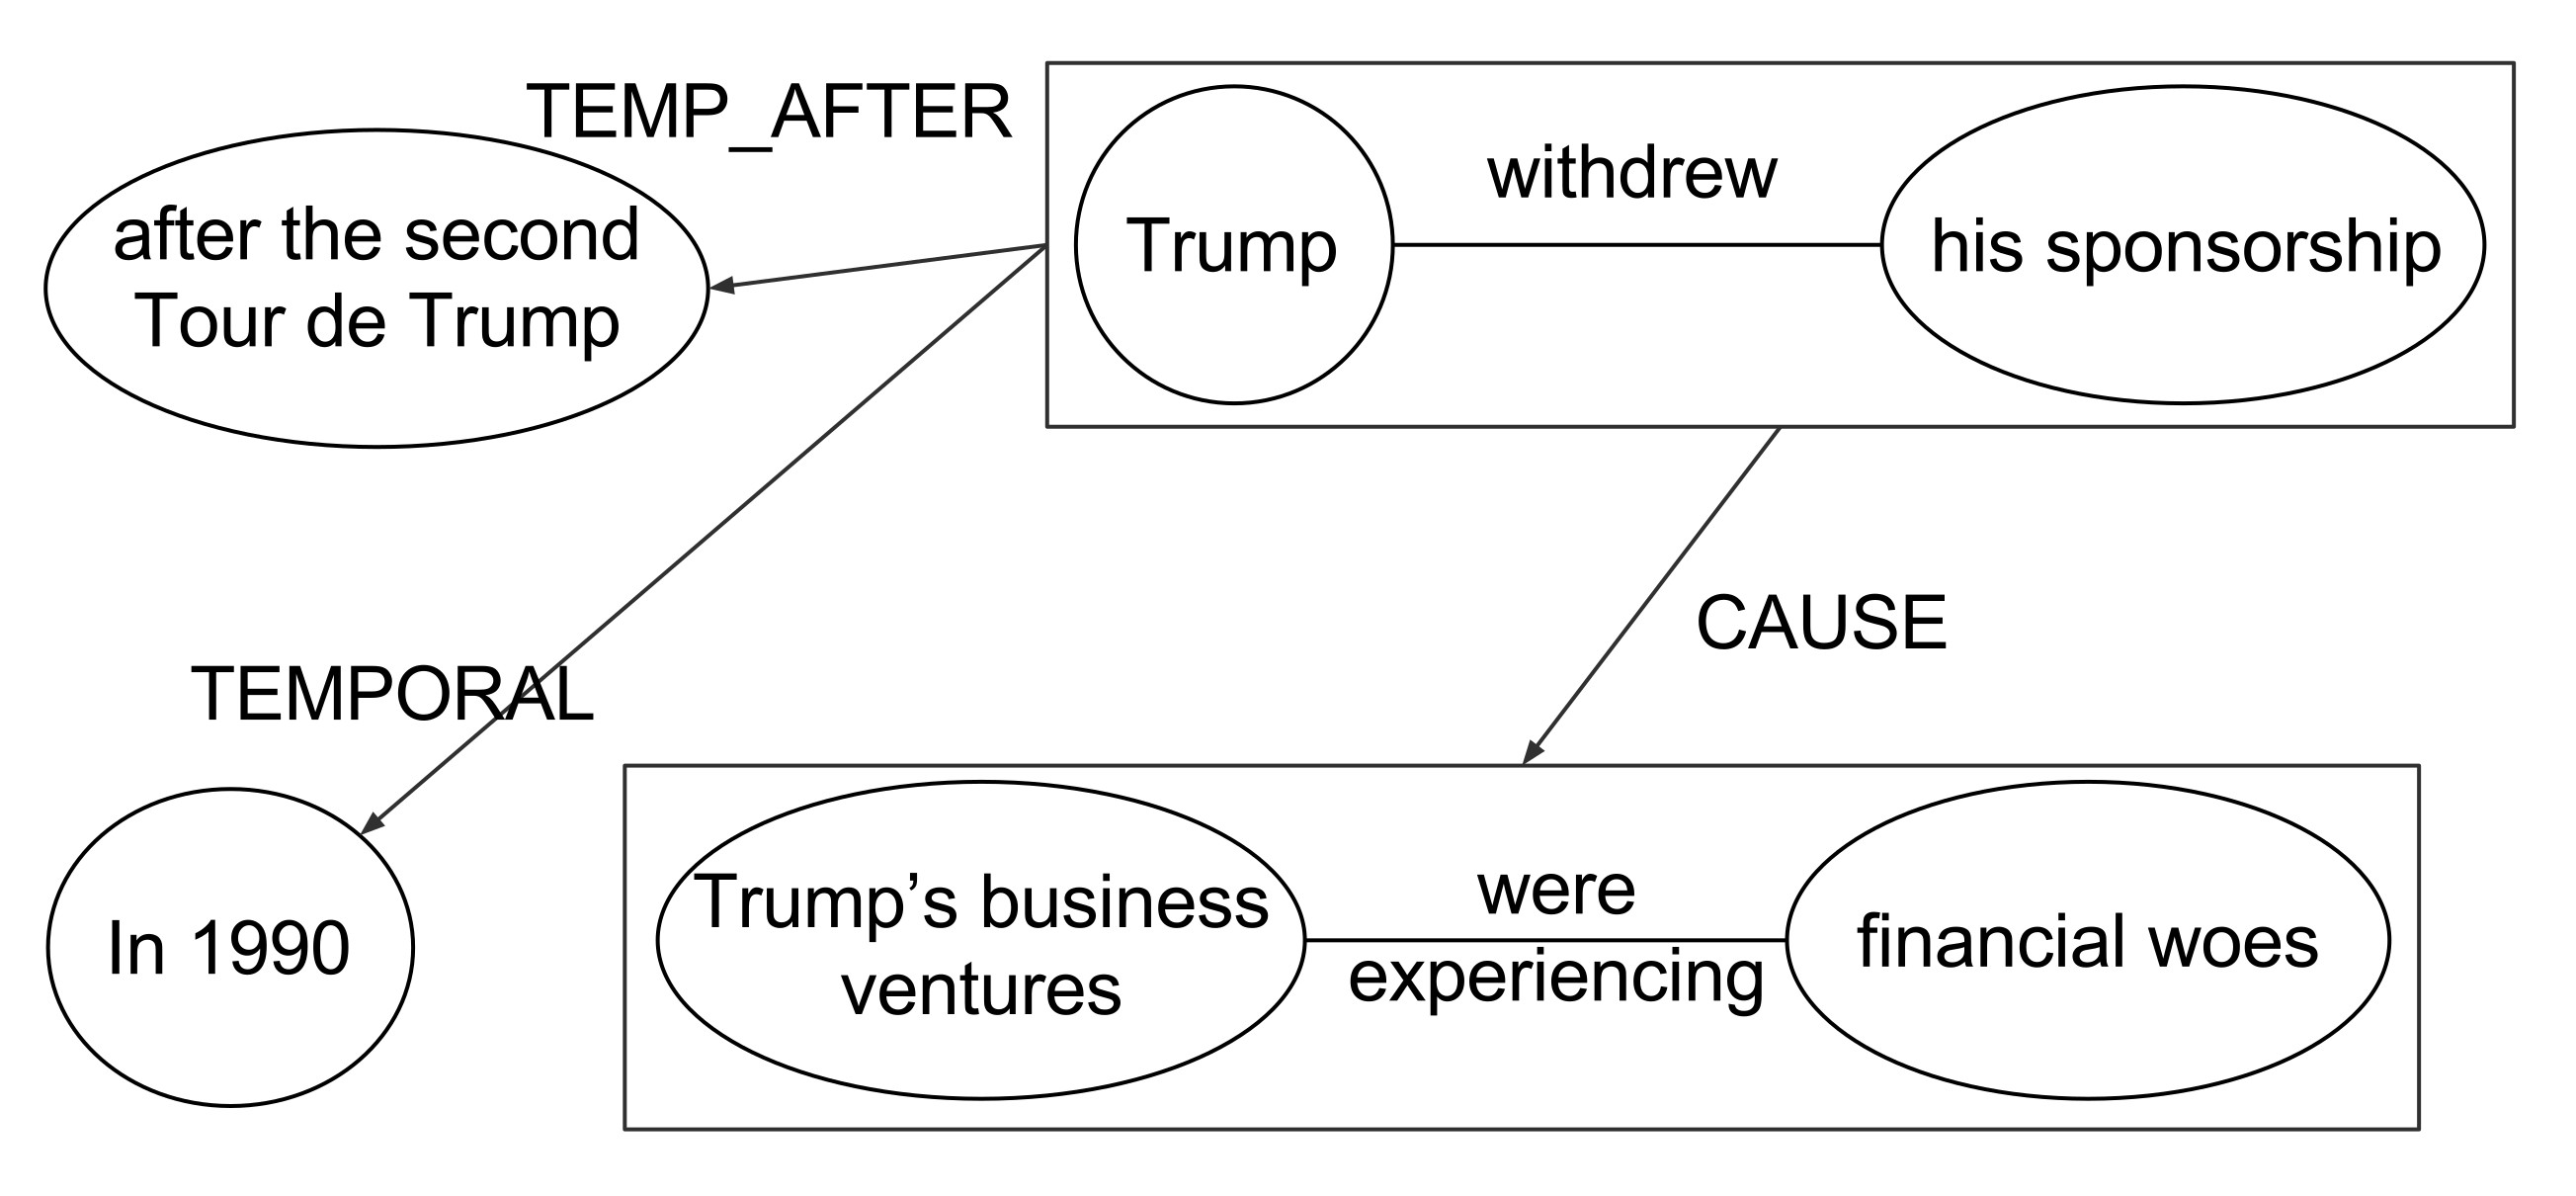 TEMP_AFTER
after the second
Tour de Trump
Trump
withdrew
his sponsorship
TEMPORAL
CAUSE
In 1990
Trump’s business
ventures
were
experiencing
financial woes